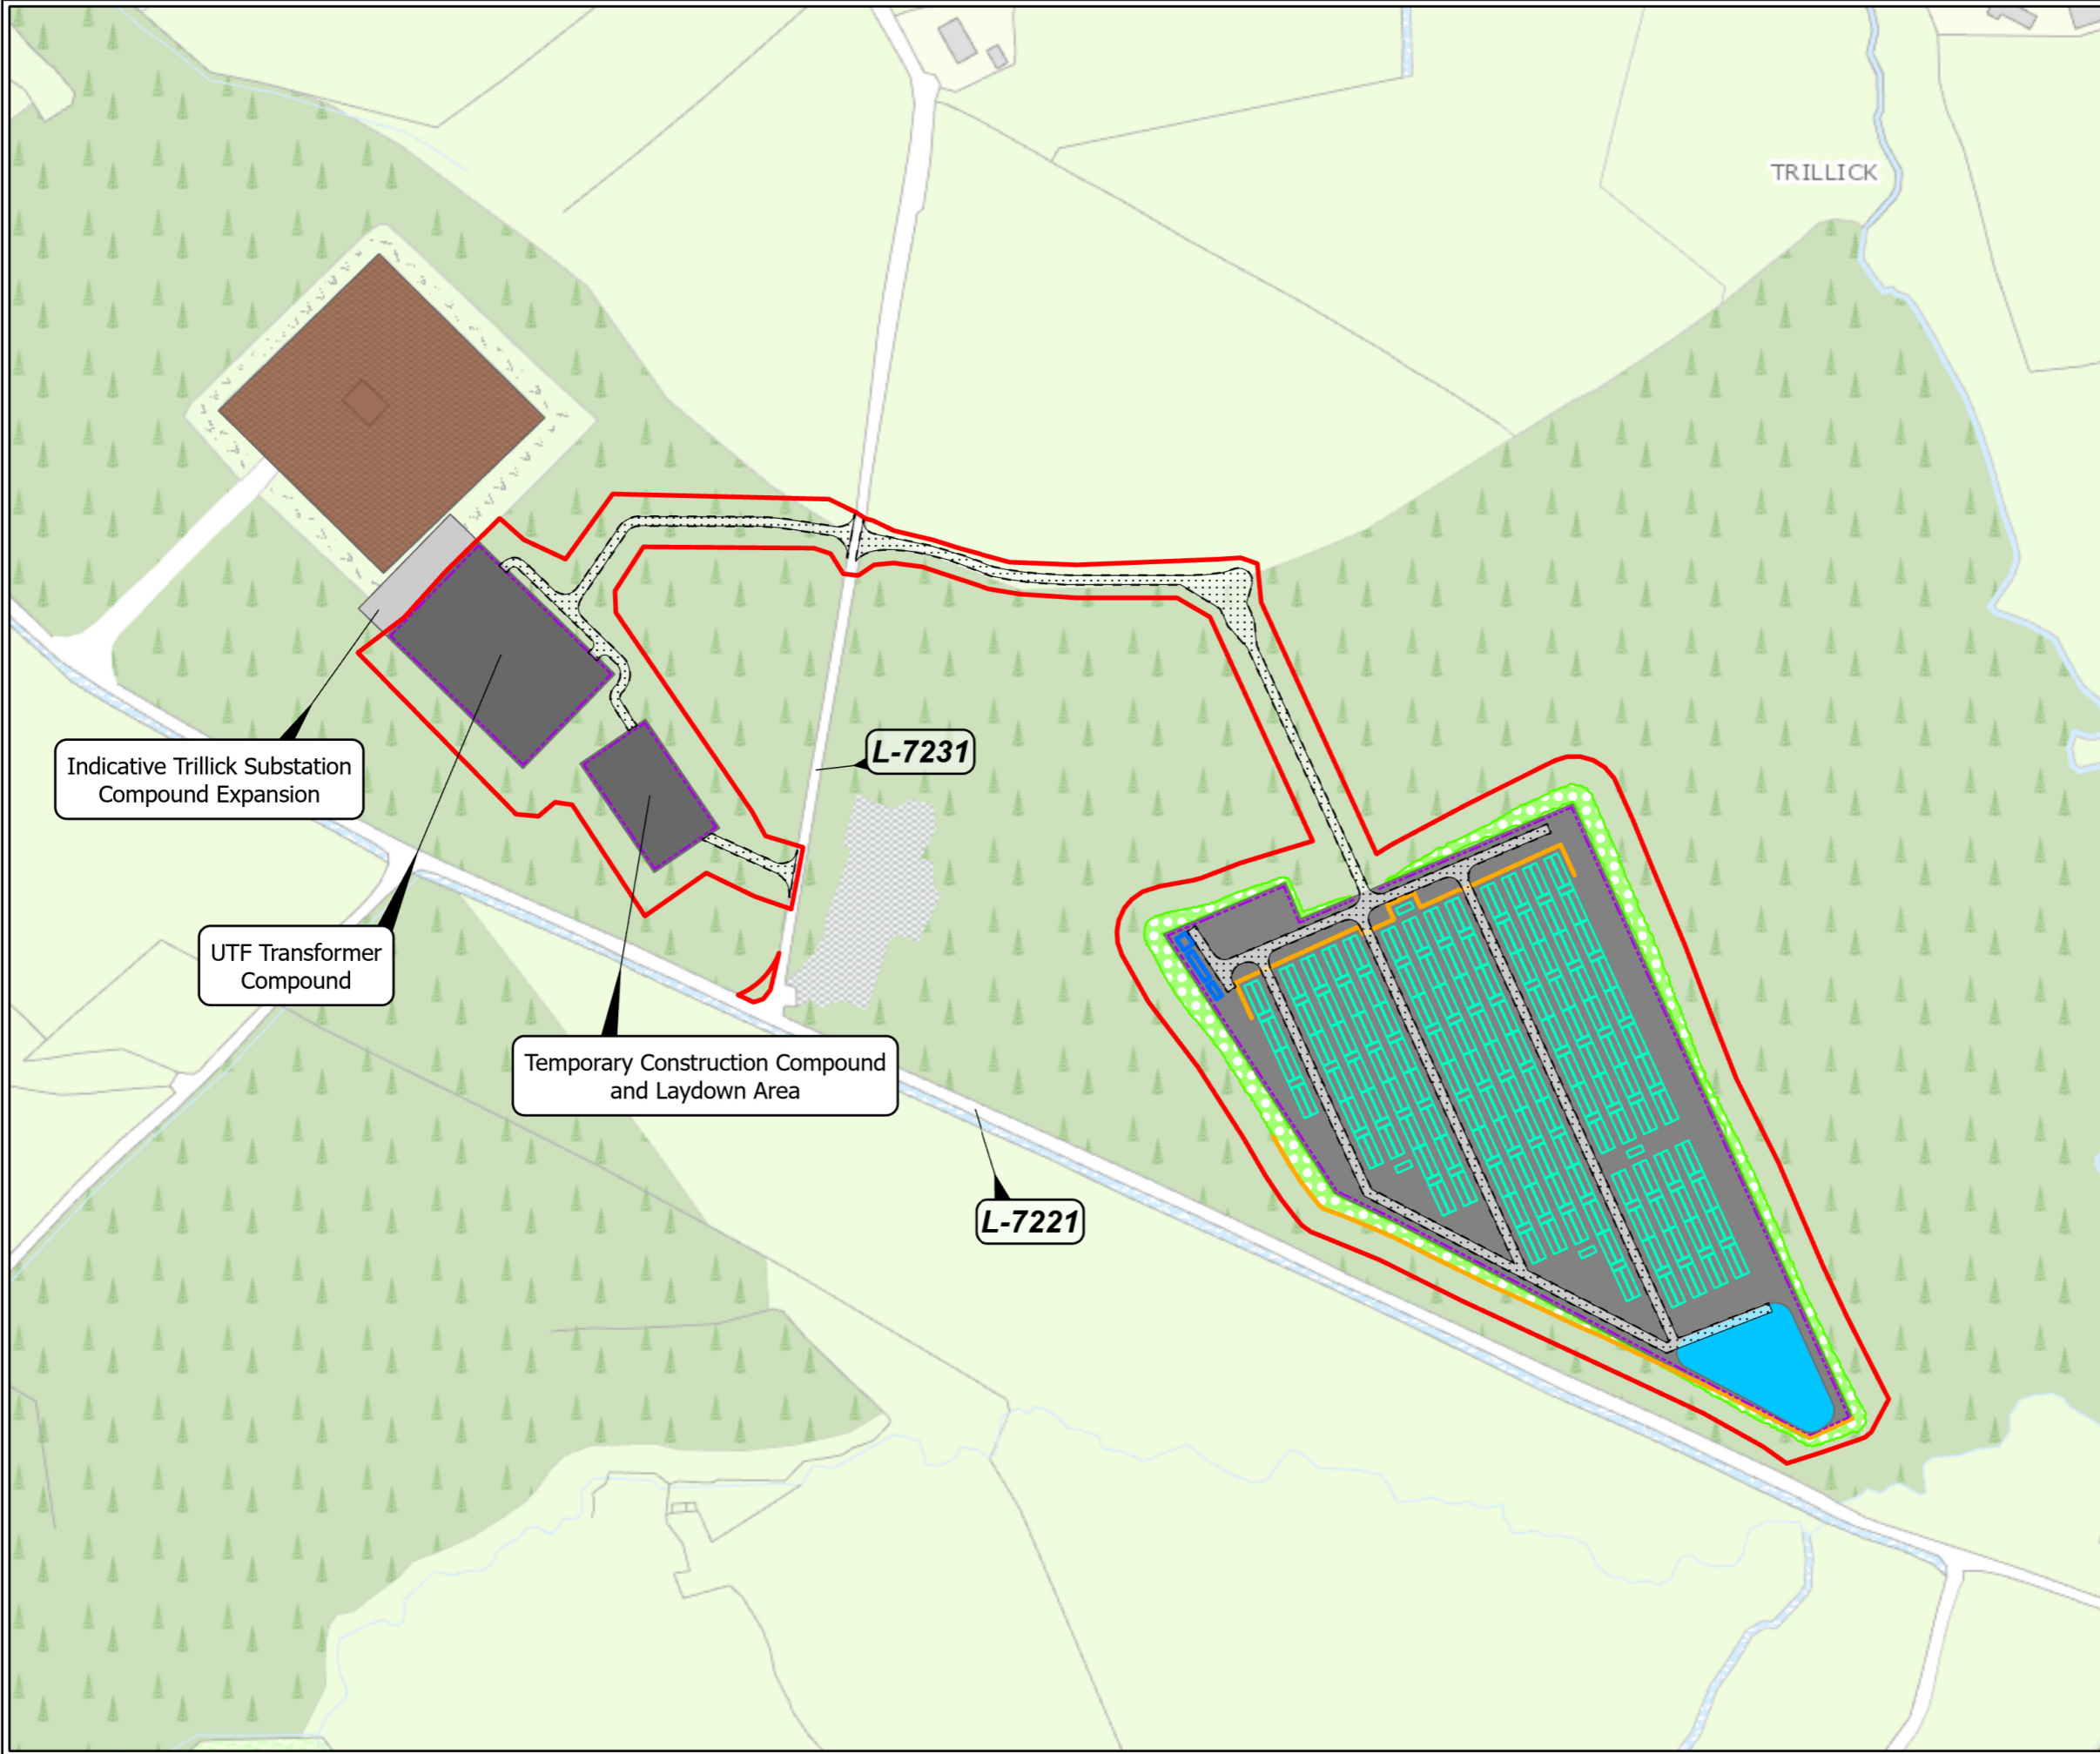 TRILLICK
L-7231
Indicative Trillick Substation
Compound Expansion
UTF Transformer
Compound
Temporary Construction Compound
and Laydown Area
L-7221